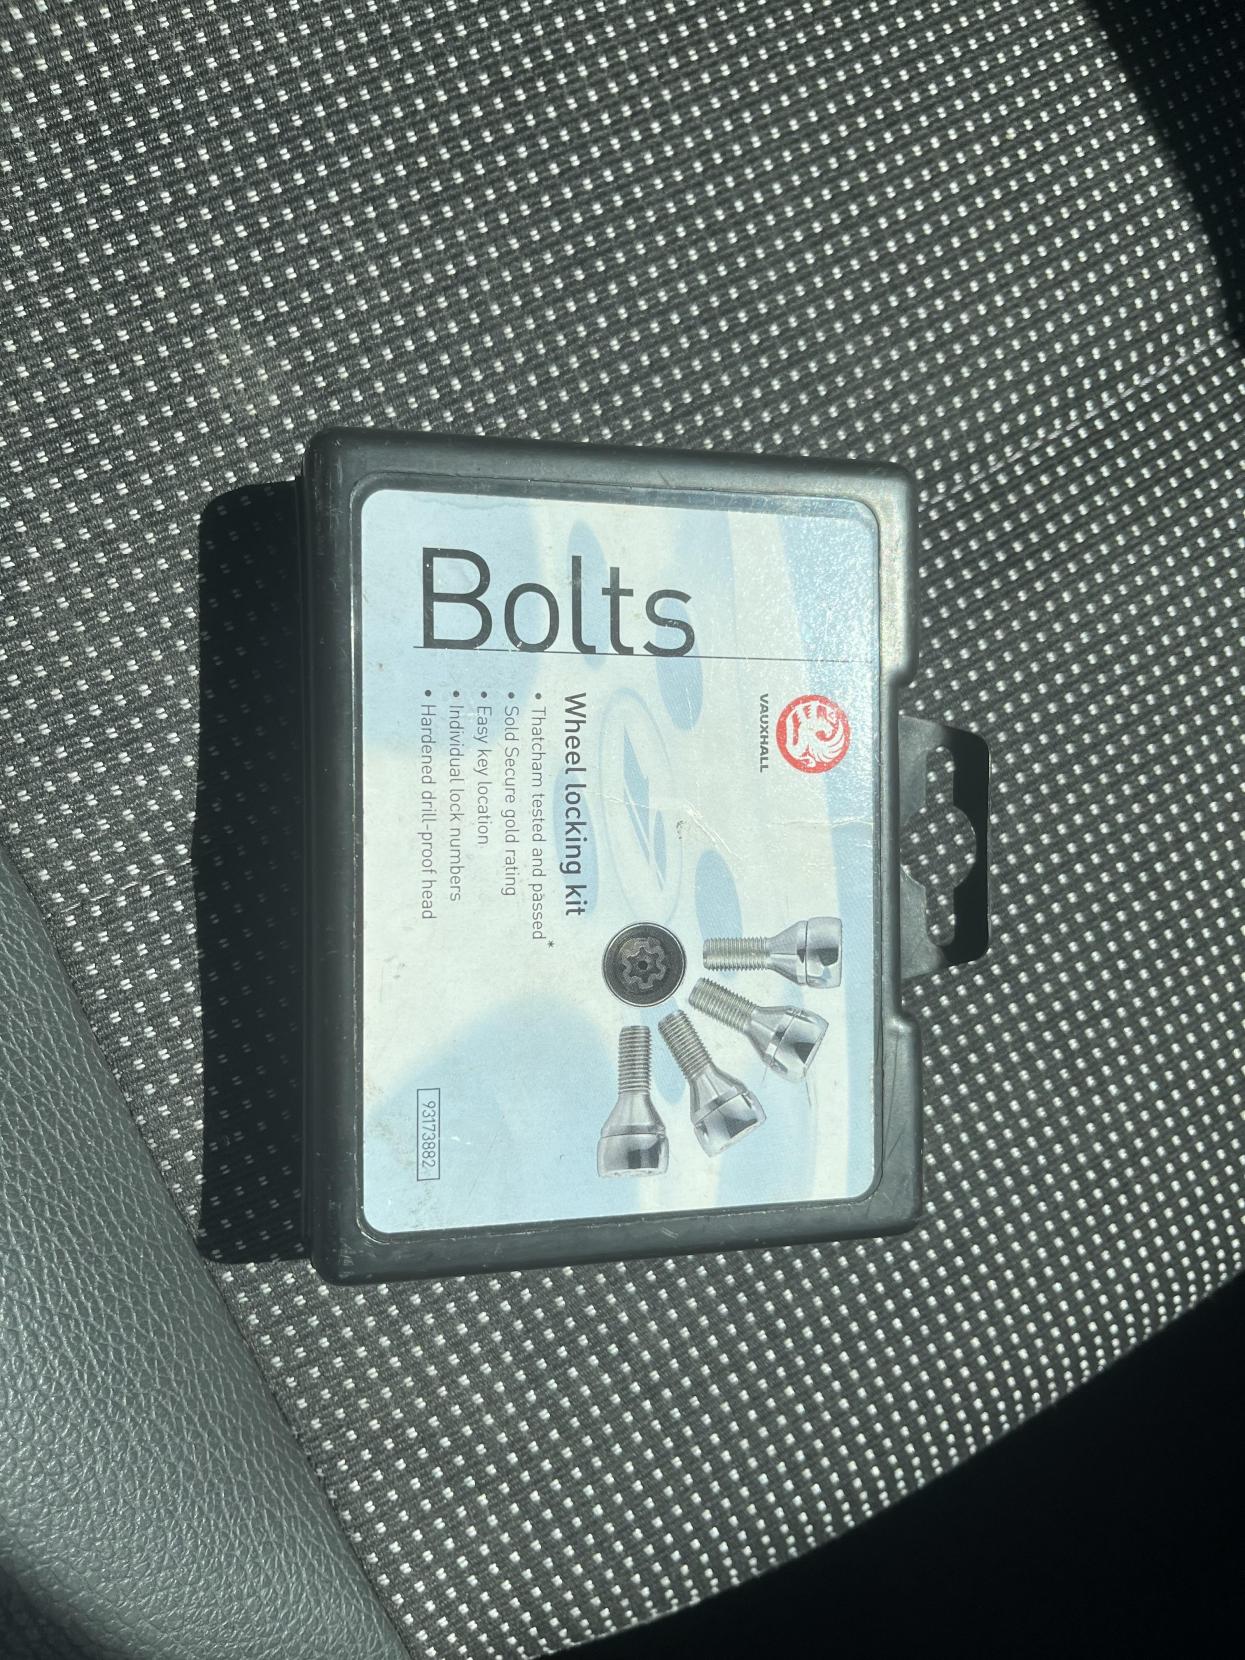 Bolts
VAUXHALL
Wheel locking kit
• Thatcham tested and passed*
• Sold Secure gold rating
• Easy key location
• Individual lock numbers
• Hardened drill-proof head
93173882